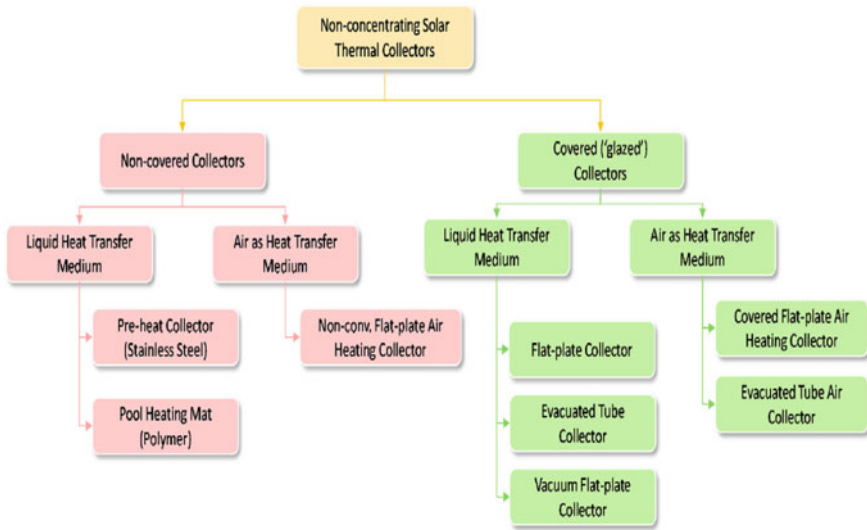 Non-concentrating Solar
Thermal Collectors
Non-covered Collectors
Covered ('glazed')
Collectors
Liquid Heat Transfer
Medium
Air as Heat Transfer
Medium
Liquid Heat Transfer
Medium
Air as Heat Transfer
Medium
Pre-heat Collector
(Stainless Steel)
Non-conv. Flat-plate Air
Heating Collector
Flat-plate Collector
Covered Flat-plate Air
Heating Collector
Pool Heating Mat
(Polymer)
Evacuated Tube
Collector
Evacuated Tube Air
Collector
Vacuum Flat-plate
Collector